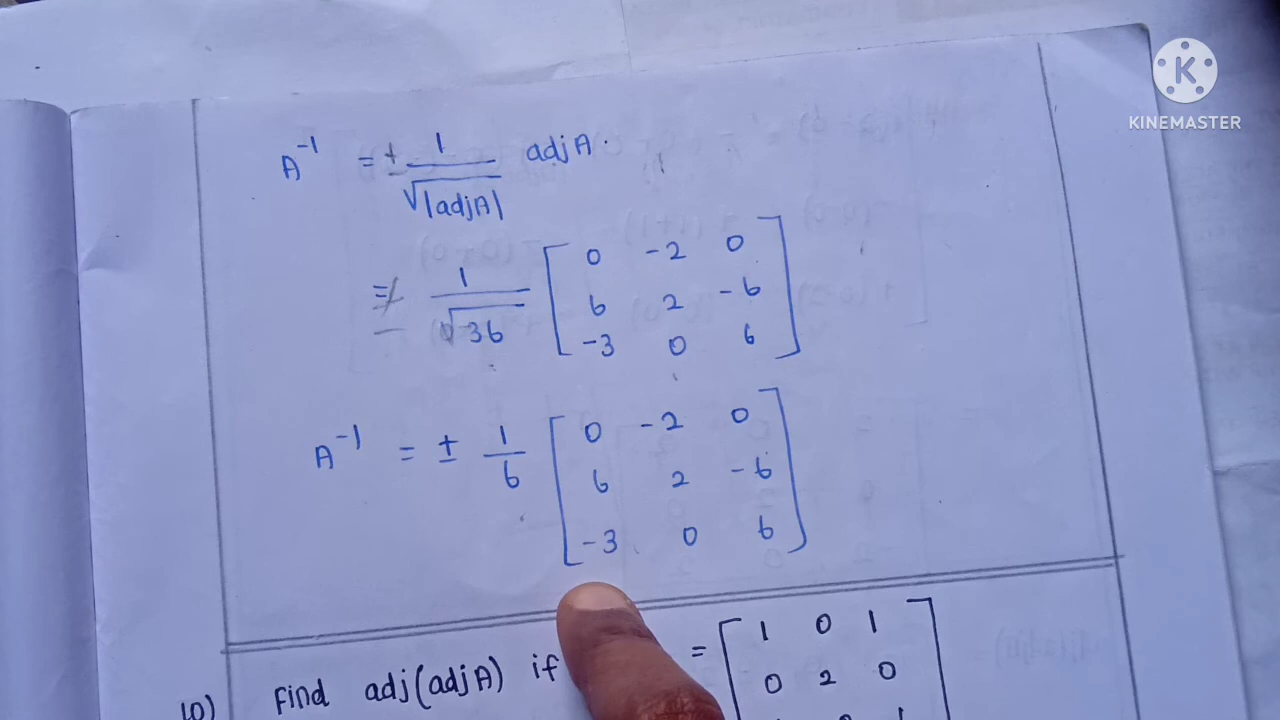 KINEMASTER
A⁻¹ = ± 1/√|adjA| adjA.
= ± 1/√36 [0 -2 0
6 2 -6
-3 0 6]
A⁻¹ = ± 1/6 [0 -2 0
6 2 -6
-3 0 6]
10) Find adj(adjA) if = [1 0 1
0 2 0